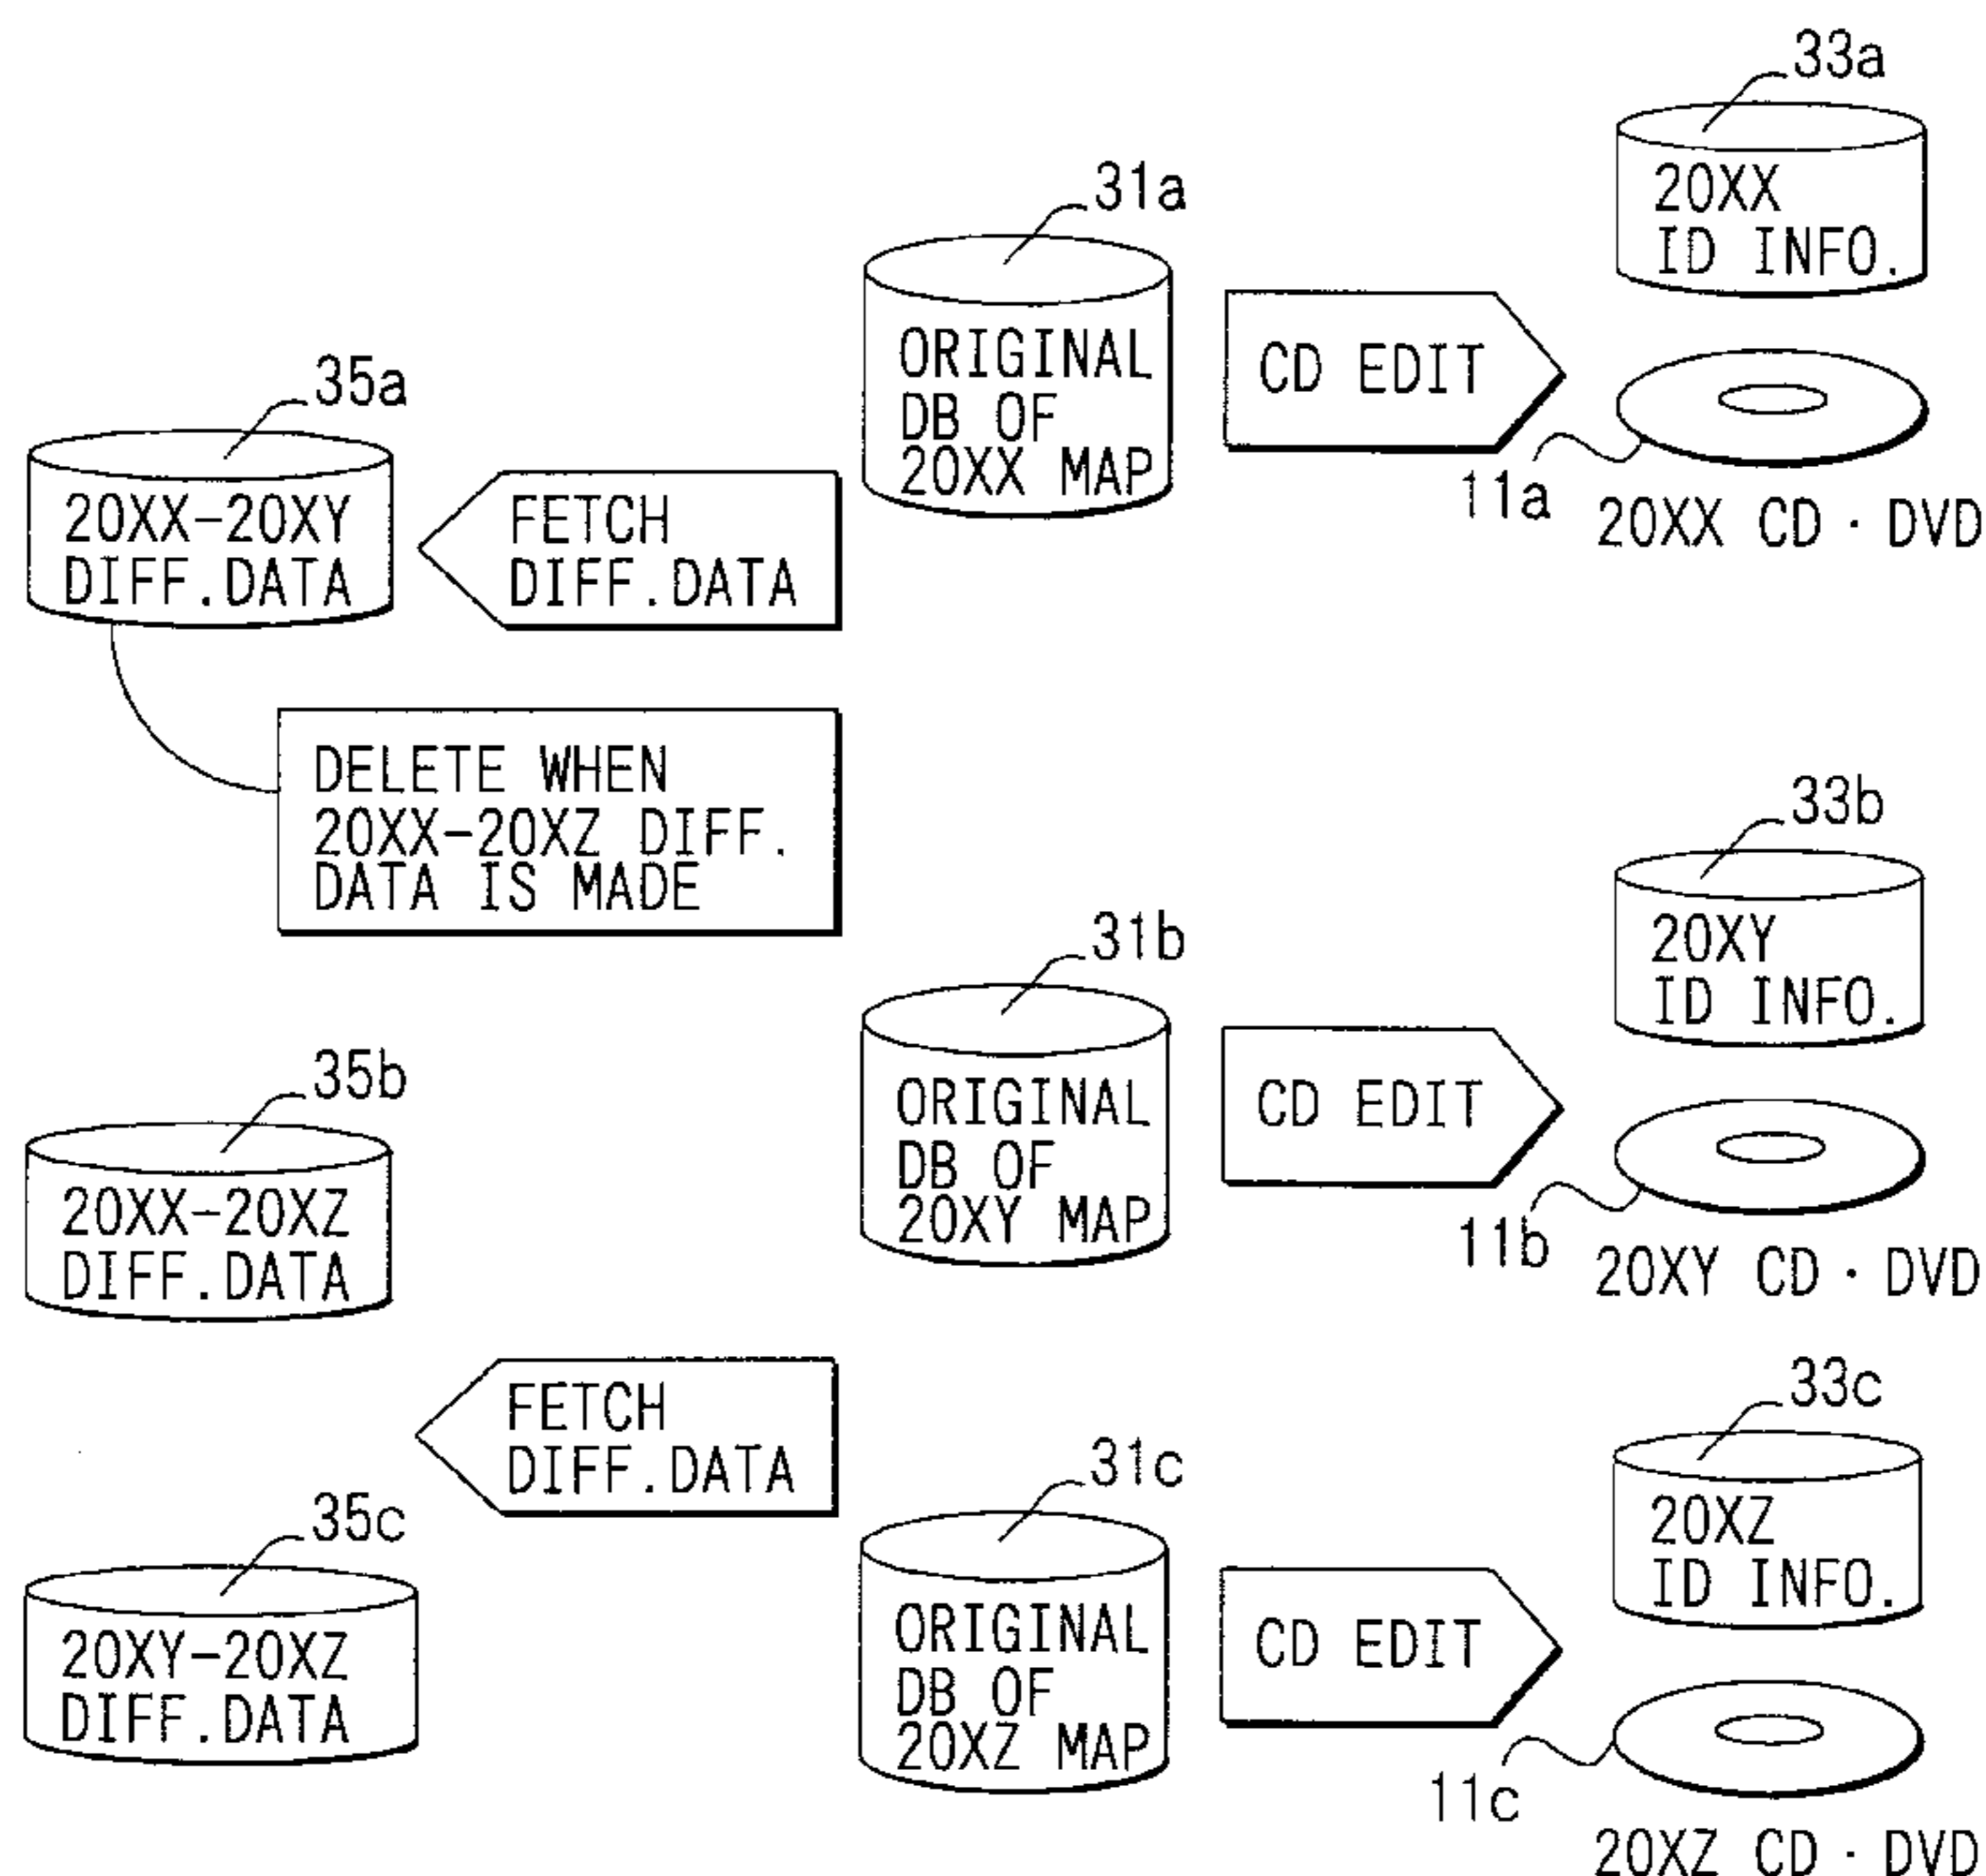 33a
20XX
ID INFO.
31a
ORIGINAL
DB OF
20XX MAP
CD EDIT
11a
20XX CD · DVD
35a
20XX-20XY
DIFF.DATA
FETCH
DIFF.DATA
DELETE WHEN
20XX-20XZ DIFF.
DATA IS MADE
33b
20XY
ID INFO.
31b
ORIGINAL
DB OF
20XY MAP
CD EDIT
11b
20XY CD · DVD
35b
20XX-20XZ
DIFF.DATA
FETCH
DIFF.DATA
33c
20XZ
ID INFO.
31c
ORIGINAL
DB OF
20XZ MAP
CD EDIT
11c
20XZ CD · DVD
35c
20XY-20XZ
DIFF.DATA